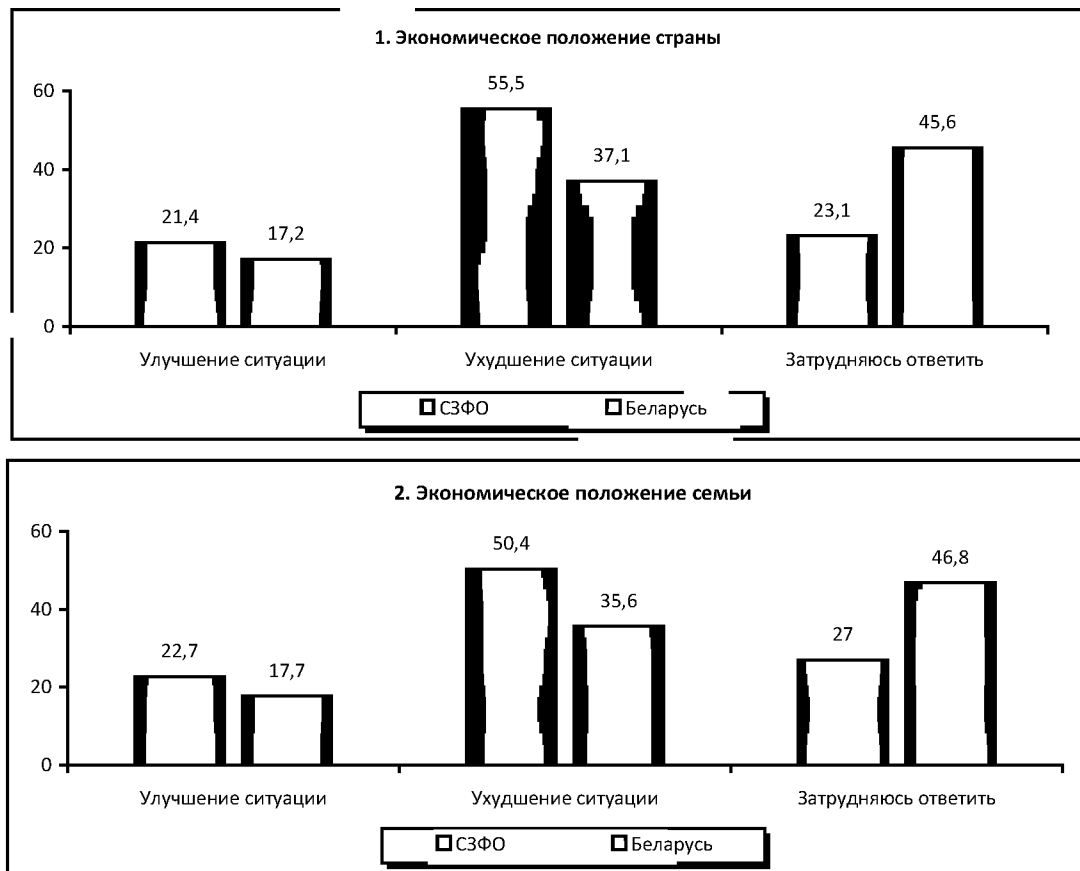 1. Экономическое положение страны
60
40
20
0
55,5
45,6
37,1
21,4
17,2
23,1
Улучшение ситуации
Ухудшение ситуации
Затрудняюсь ответить
СЗФО
Беларусь
2. Экономическое положение семьи
60
40
20
0
50,4
46,8
35,6
22,7
17,7
27
Улучшение ситуации
Ухудшение ситуации
Затрудняюсь ответить
СЗФО
Беларусь